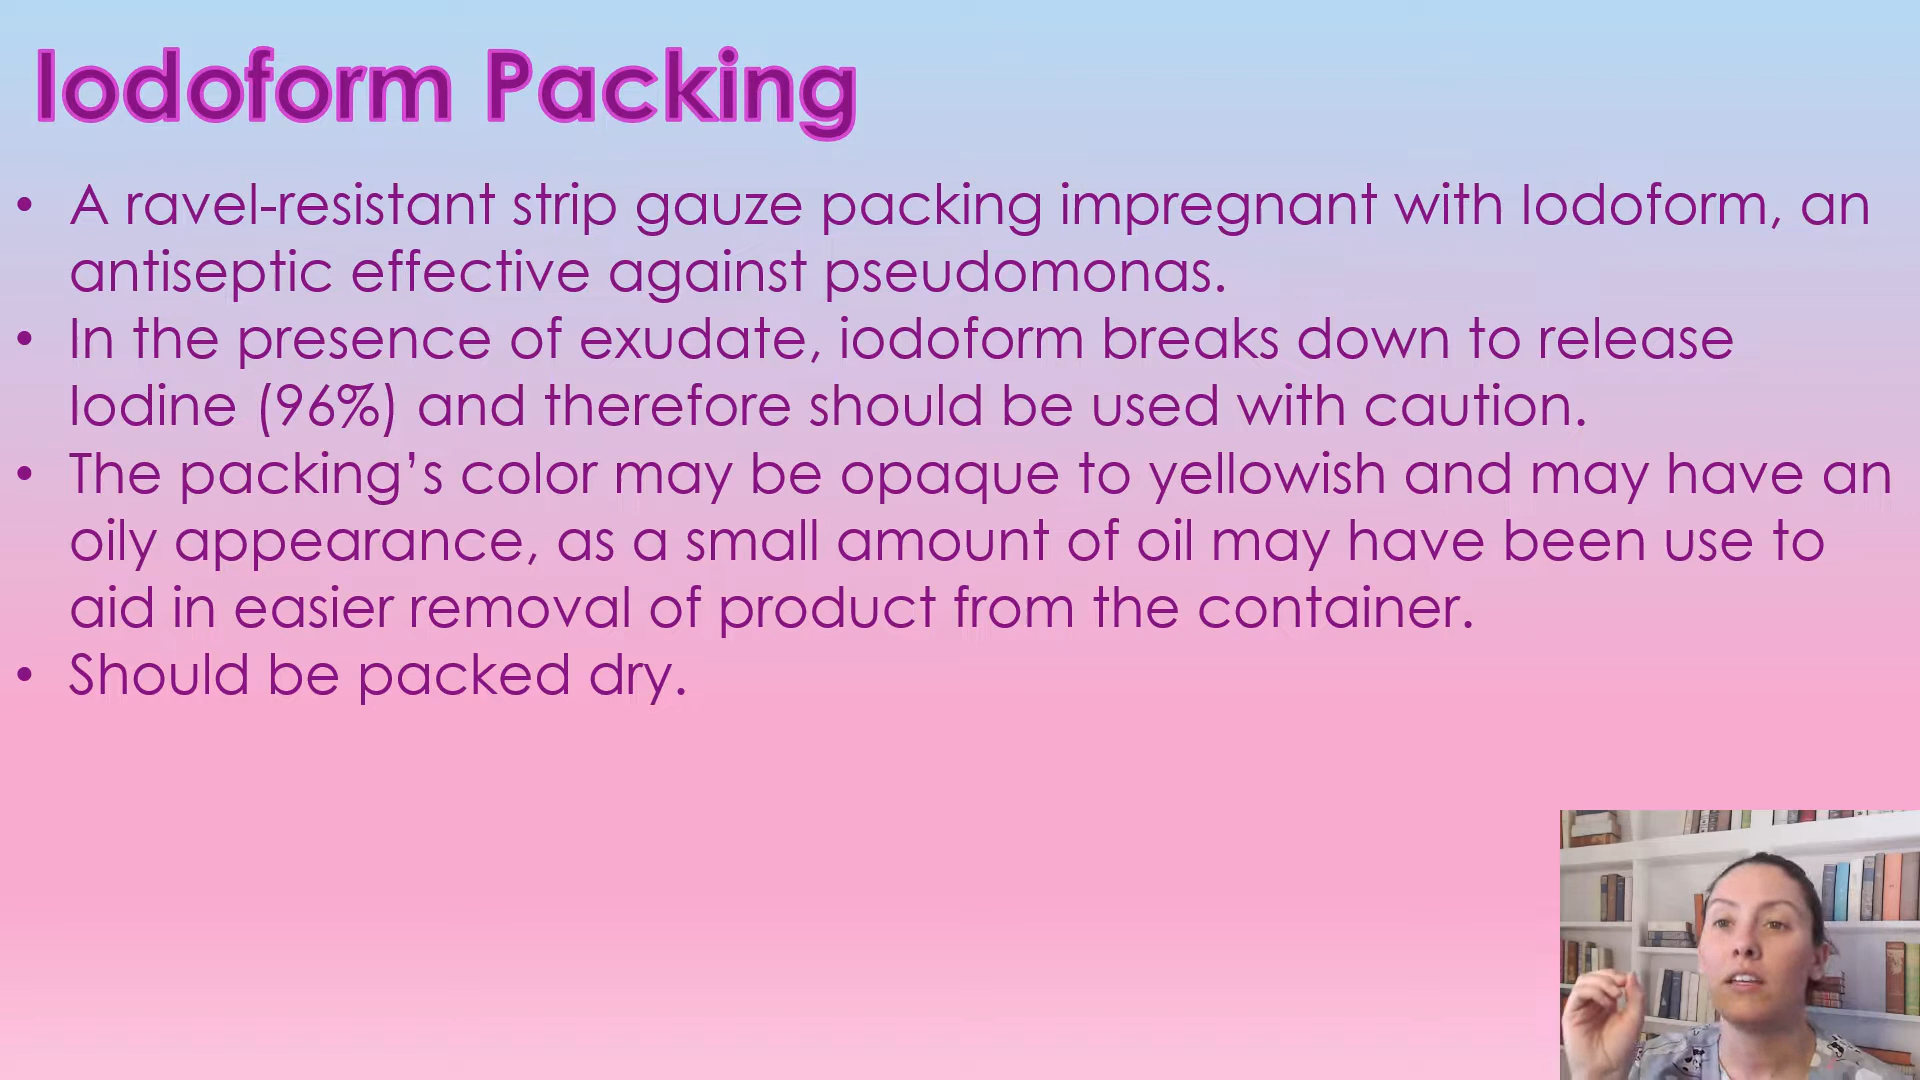 Iodoform Packing
• A ravel-resistant strip gauze packing impregnant with Iodoform, an
antiseptic effective against pseudomonas.
• In the presence of exudate, iodoform breaks down to release
Iodine (96%) and therefore should be used with caution.
• The packing’s color may be opaque to yellowish and may have an
oily appearance, as a small amount of oil may have been use to
aid in easier removal of product from the container.
• Should be packed dry.